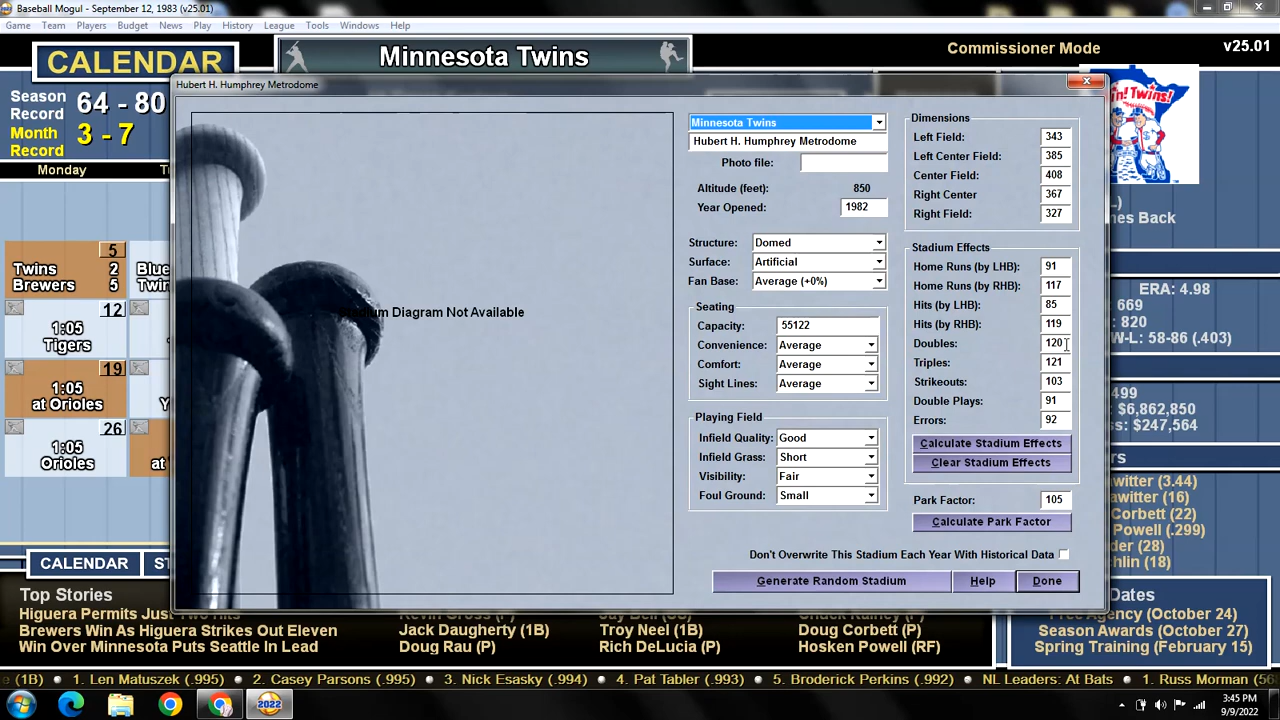 Baseball Mogul - September 12, 1983 (v25.01)
Game Team Players Budget News Play History League Tools Windows Help
CALENDAR
Minnesota Twins
Commissioner Mode
v25.01
Season Record 64 - 80
Month Record 3 - 7
Monday
5
Twins 2
Brewers 5
12
1:05
Tigers
19
1:05
at Orioles
26
1:05
Orioles
Hubert H. Humphrey Metrodome
Stadium Diagram Not Available
Minnesota Twins
Hubert H. Humphrey Metrodome
Photo file:
Altitude (feet): 850
Year Opened: 1982
Structure: Domed
Surface: Artificial
Fan Base: Average (+0%)
Seating
Capacity: 55122
Convenience: Average
Comfort: Average
Sight Lines: Average
Playing Field
Infield Quality: Good
Infield Grass: Short
Visibility: Fair
Foul Ground: Small
Dimensions
Left Field: 343
Left Center Field: 385
Center Field: 408
Right Center 367
Right Field: 327
Stadium Effects
Home Runs (by LHB): 91
Home Runs (by RHB): 117
Hits (by LHB): 85
Hits (by RHB): 119
Doubles: 120
Triples: 121
Strikeouts: 103
Double Plays: 91
Errors: 92
Calculate Stadium Effects
Clear Stadium Effects
Park Factor: 105
Calculate Park Factor
Don't Overwrite This Stadium Each Year With Historical Data
Generate Random Stadium
Help
Done
Back
ERA: 4.98
669
820
W-L: 58-86 (.403)
499
$6,862,850
$247,564
(3.44)
(16)
Corbett (22)
Powell (.299)
(28)
(18)
CALENDAR
Top Stories
Higuera Permits Just Two Hits
Brewers Win As Higuera Strikes Out Eleven
Win Over Minnesota Puts Seattle In Lead
Jack Daugherty (1B)
Doug Rau (P)
Troy Neel (1B)
Rich DeLucia (P)
Doug Corbett (P)
Hosken Powell (RF)
Dates
Free Agency (October 24)
Season Awards (October 27)
Spring Training (February 15)
(1B) 1. Len Matuszek (.995) 2. Casey Parsons (.995) 3. Nick Esasky (.994) 4. Pat Tabler (.993) 5. Broderick Perkins (.992) NL Leaders: At Bats 1. Russ Morman
2022
3:45 PM
9/9/2022